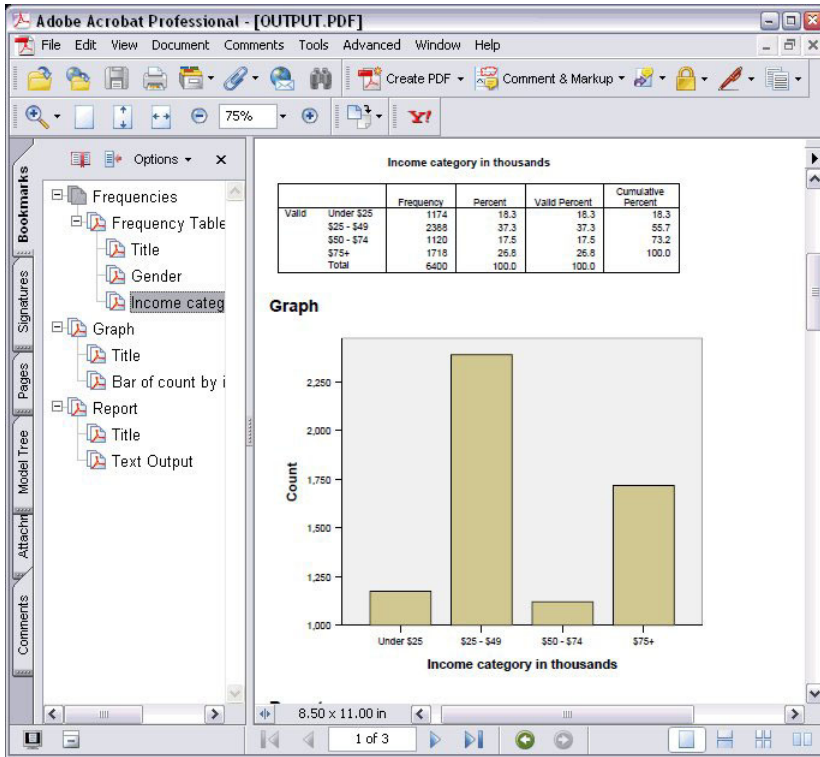 Adobe Acrobat Professional - [OUTPUT.PDF]
File Edit View Document Comments Tools Advanced Window Help
Create PDF Comment & Markup
75% Y!
Bookmarks
Signatures
Pages
Model Tree
Attachm
Comments
Options x
Frequencies
Frequency Table
Title
Gender
Income categ
Graph
Title
Bar of count by i
Report
Title
Text Output
Income category in thousands
Frequency Percent Valid Percent Cumulative Percent
Valid Under $25 1174 18.3 18.3 18.3
$25 - $49 2388 37.3 37.3 55.7
$50 - $74 1120 17.5 17.5 73.2
$75+ 1718 26.8 26.8 100.0
Total 6400 100.0 100.0
Graph
2,250
2,000
1,750
1,500
1,250
1,000
Count
Under $25 $25 - $49 $50 - $74 $75+
Income category in thousands
8.50 x 11.00 in
1 of 3